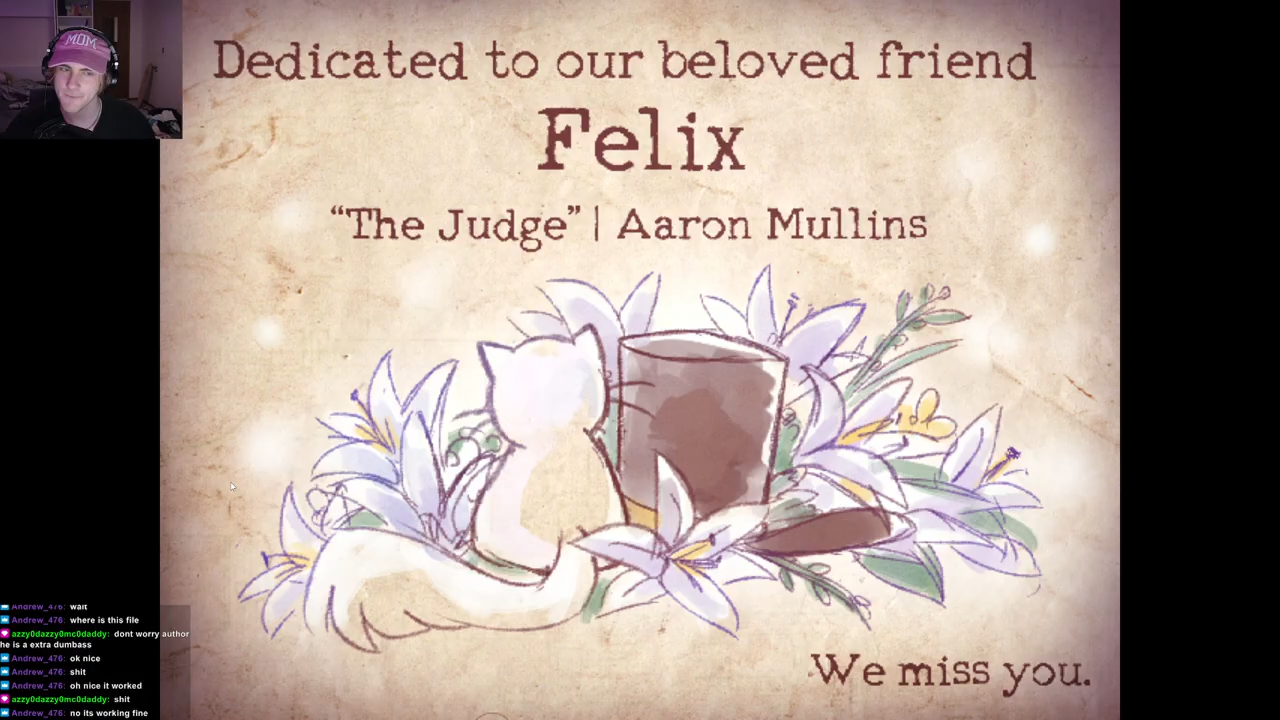 MOM
Dedicated to our beloved friend
Felix
“The Judge” | Aaron Mullins
We miss you.
Andrew_476: wait
Andrew_476: where is this file
azzy0dazzy0mc0daddy: dont worry author
he is a extra dumbass
Andrew_476: ok nice
Andrew_476: shit
Andrew_476: oh nice it worked
azzy0dazzy0mc0daddy: shit
Andrew_476: no its working fine